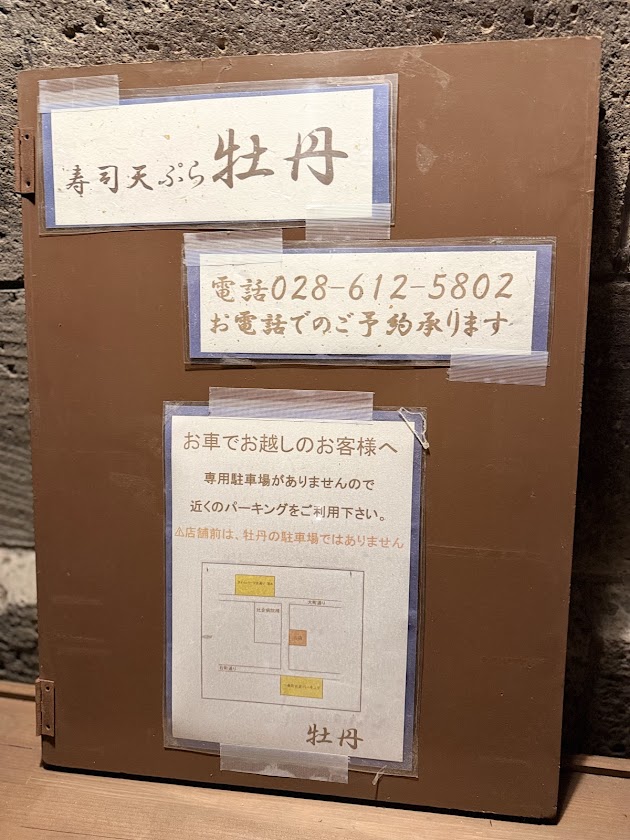 寿司天ぷら 牡丹
電話028-612-5802
お電話でのご予約承ります
お車でお越しのお客様へ
専用駐車場がありませんので
近くのパーキングをご利用下さい。
⚠店舗前は、牡丹の駐車場ではありません
大町通り
牡丹